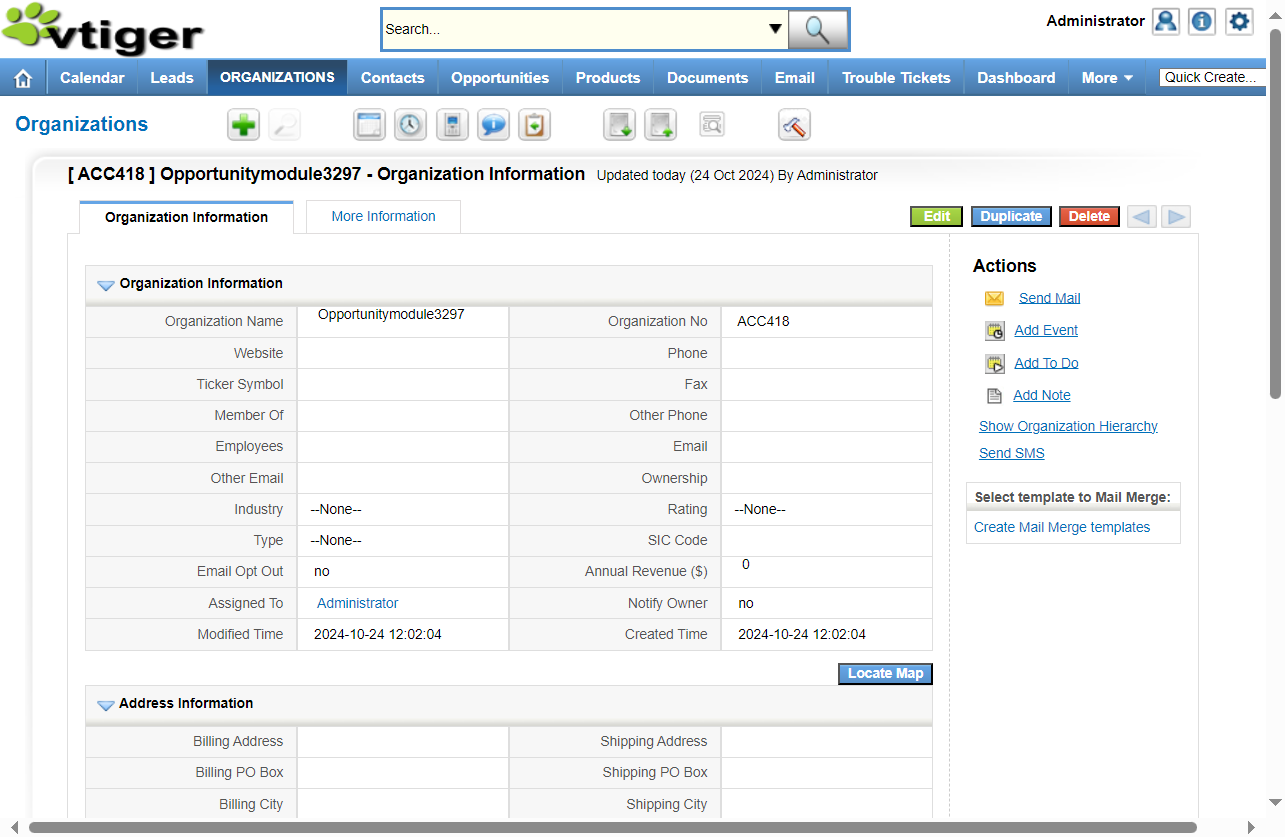 vtiger
Search...
Administrator
Calendar Leads ORGANIZATIONS Contacts Opportunities Products Documents Email Trouble Tickets Dashboard More Quick Create...
Organizations
[ ACC418 ] Opportunitymodule3297 - Organization Information Updated today (24 Oct 2024) By Administrator
Organization Information More Information Edit Duplicate Delete
Organization Information
Organization Name Opportunitymodule3297 Organization No ACC418
Website Phone
Ticker Symbol Fax
Member Of Other Phone
Employees Email
Other Email Ownership
Industry --None-- Rating --None--
Type --None-- SIC Code
Email Opt Out no Annual Revenue ($) 0
Assigned To Administrator Notify Owner no
Modified Time 2024-10-24 12:02:04 Created Time 2024-10-24 12:02:04
Locate Map
Address Information
Billing Address Shipping Address
Billing PO Box Shipping PO Box
Billing City Shipping City
Actions
Send Mail
Add Event
Add To Do
Add Note
Show Organization Hierarchy
Send SMS
Select template to Mail Merge:
Create Mail Merge templates